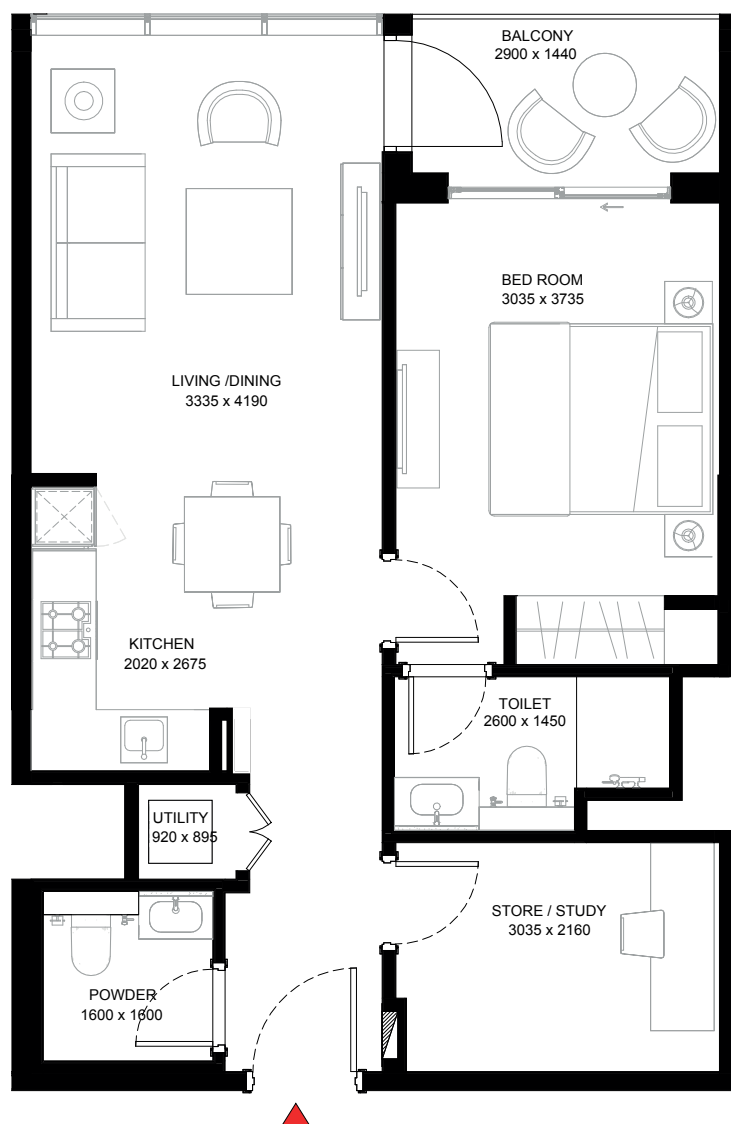 BALCONY
2900 x 1440
BED ROOM
3035 x 3735
LIVING /DINING
3335 x 4190
KITCHEN
2020 x 2675
TOILET
2600 x 1450
UTILITY
920 x 895
STORE / STUDY
3035 x 2160
POWDER
1600 x 1600